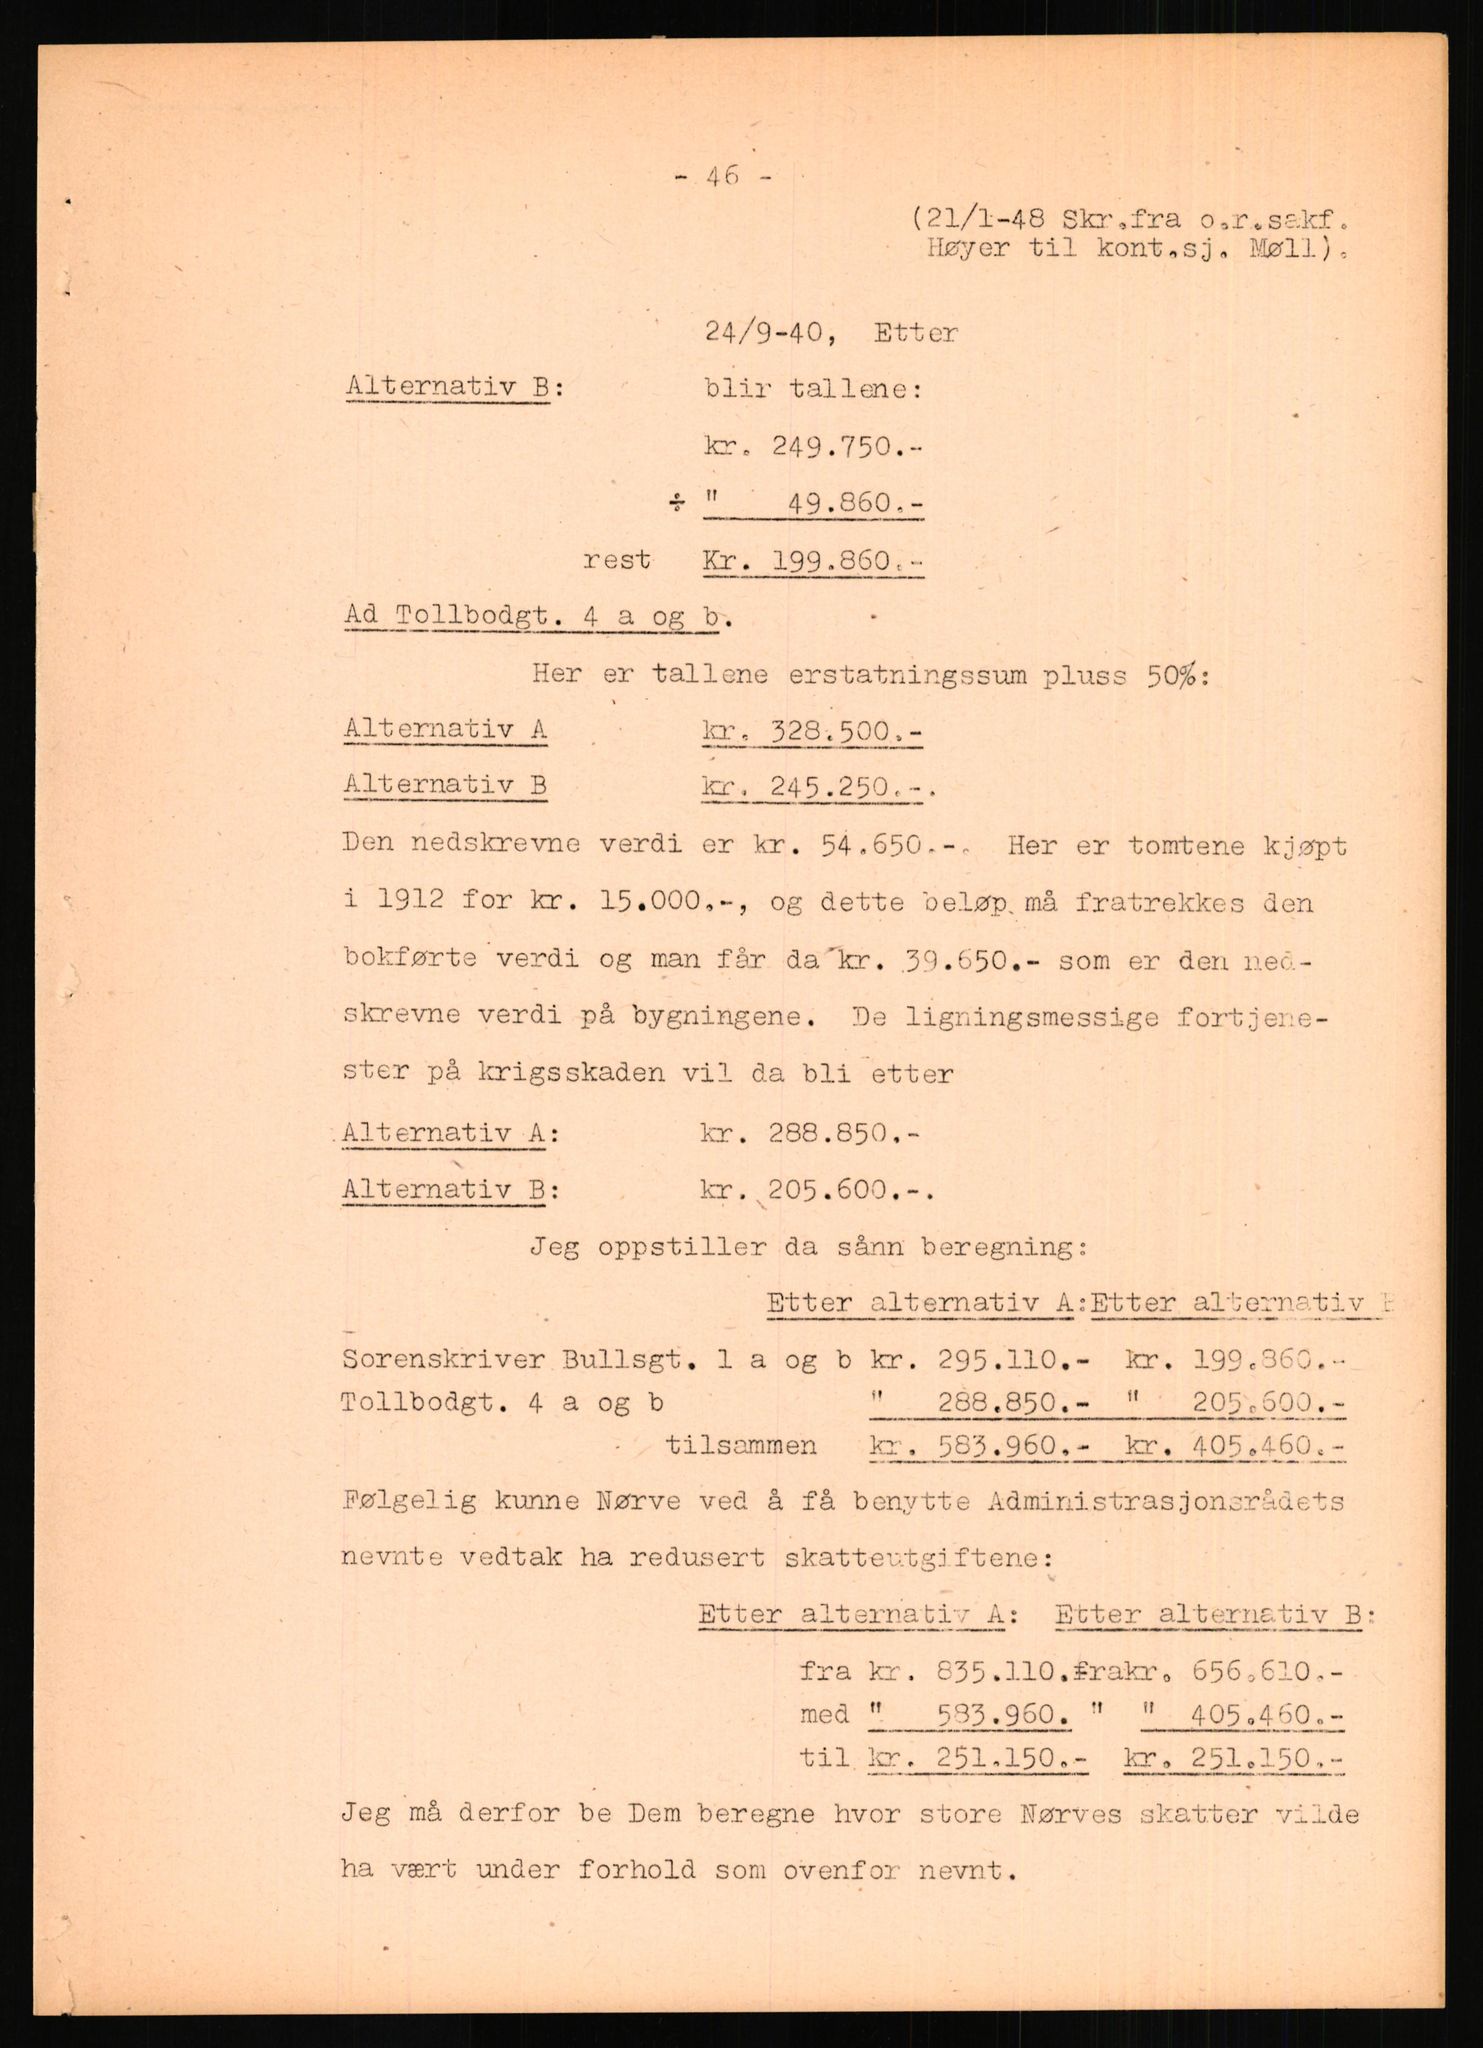 - 46 -
(21/1-48 Skr.fra o.r.sakf.
Høyer til kont.sj. Møll).
24/9-40, Etter
Alternativ B: blir tallene:
kr. 249.750.-
÷ " 49.860.-
rest Kr. 199.860.-
Ad Tollbodgt. 4 a og b.
Her er tallene erstatningssum pluss 50%:
Alternativ A kr. 328.500.-
Alternativ B kr. 245.250.-.
Den nedskrevne verdi er kr. 54.650.-. Her er tomtene kjøpt
i 1912 for kr. 15.000.-, og dette beløp må fratrekkes den
bokførte verdi og man får da kr. 39.650.- som er den ned-
skrevne verdi på bygningene. De ligningsmessige fortjene-
ster på krigsskaden vil da bli etter
Alternativ A: kr. 288.850.-
Alternativ B: kr. 205.600.-.
Jeg oppstiller da sånn beregning:
Etter alternativ A:Etter alternativ B
Sorenskriver Bullsgt. 1 a og b kr. 295.110.- kr. 199.860.-
Tollbodgt. 4 a og b " 288.850.- " 205.600.-
tilsammen kr. 583.960.- kr. 405.460.-
Følgelig kunne Nørve ved å få benytte Administrasjonsrådets
nevnte vedtak ha redusert skatteutgiftene:
Etter alternativ A: Etter alternativ B:
fra kr. 835.110.frakr. 656.610.-
med " 583.960. " " 405.460.-
til kr. 251.150.- kr. 251.150.-
Jeg må derfor be Dem beregne hvor store Nørves skatter vilde
ha vært under forhold som ovenfor nevnt.